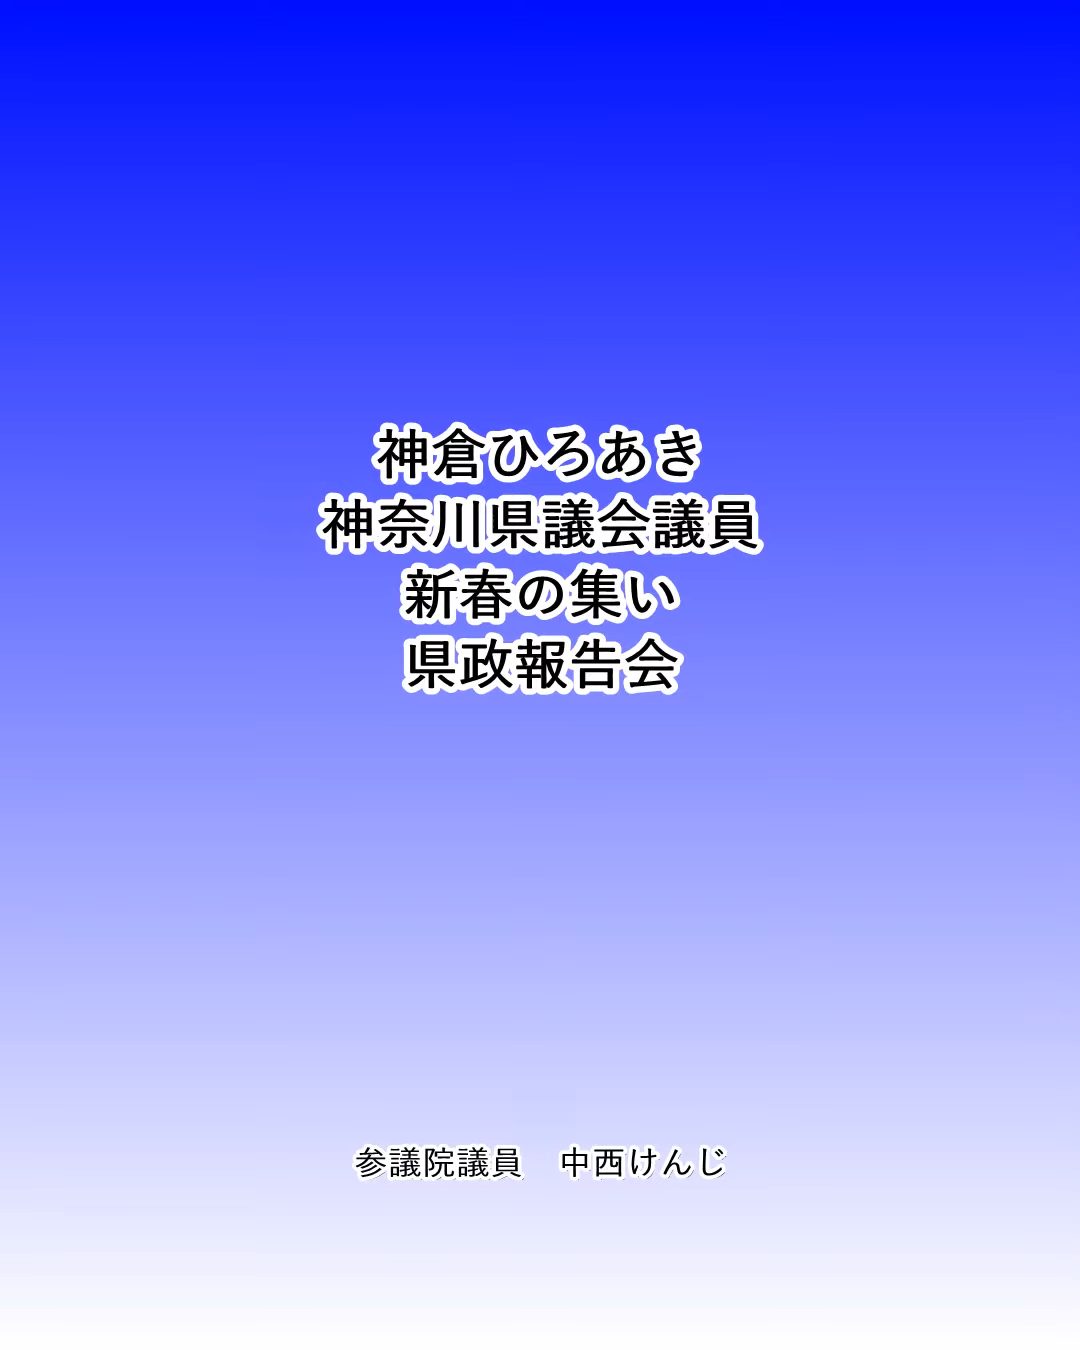 神倉ひろあき
神奈川県議会議員
新春の集い
県政報告会
参議院議員　中西けんじ